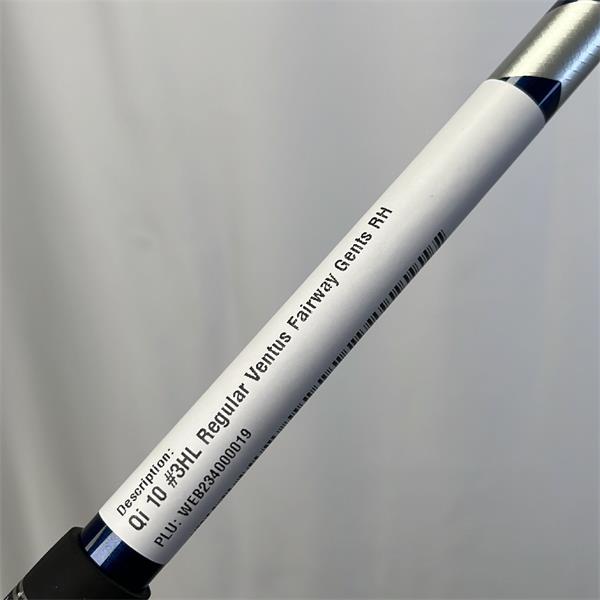 Description:
Qi 10 #3HL Regular Ventus Fairway Gents RH
PLU: WEB234000019